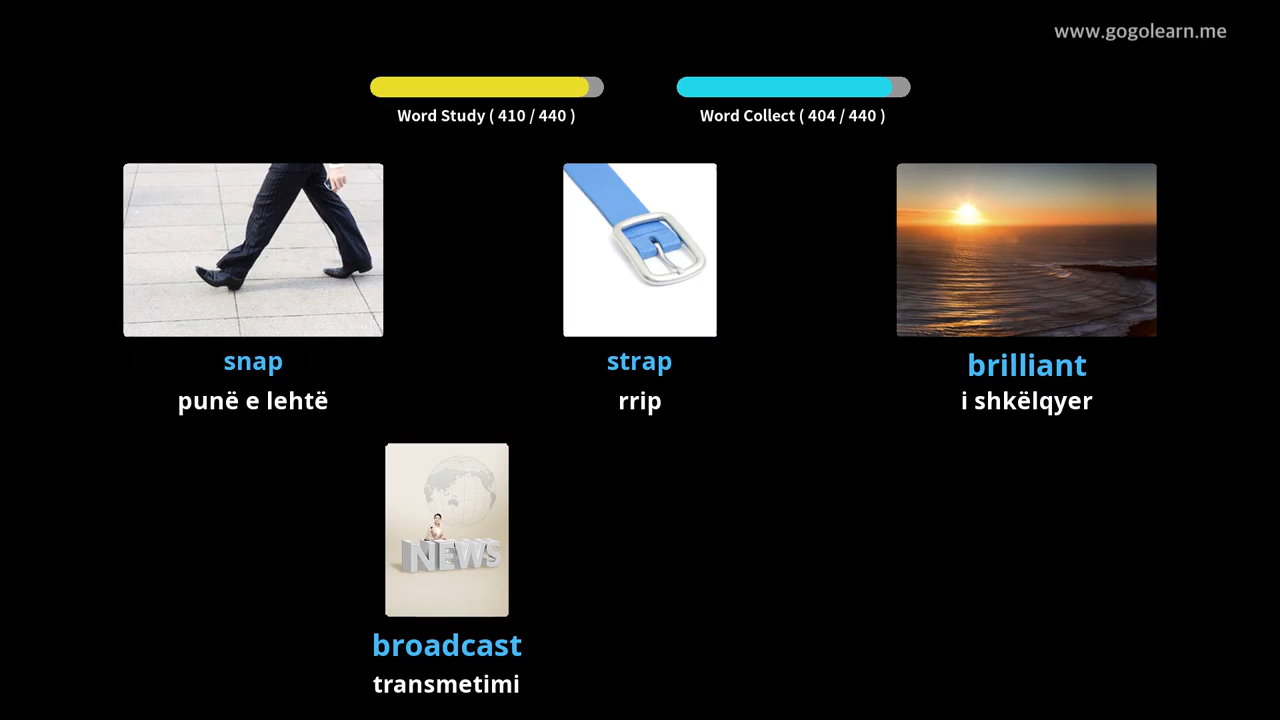 www.gogolearn.me
Word Study ( 410 / 440 )
Word Collect ( 404 / 440 )
snap
punë e lehtë
strap
rrip
brilliant
i shkëlqyer
NEWS
broadcast
transmetimi